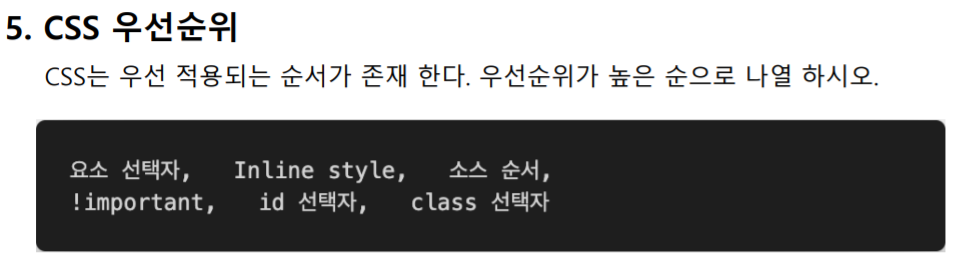 5. CSS 우선순위
CSS는 우선 적용되는 순서가 존재 한다. 우선순위가 높은 순으로 나열 하시오.
요소 선택자, Inline style, 소스 순서,
!important, id 선택자, class 선택자